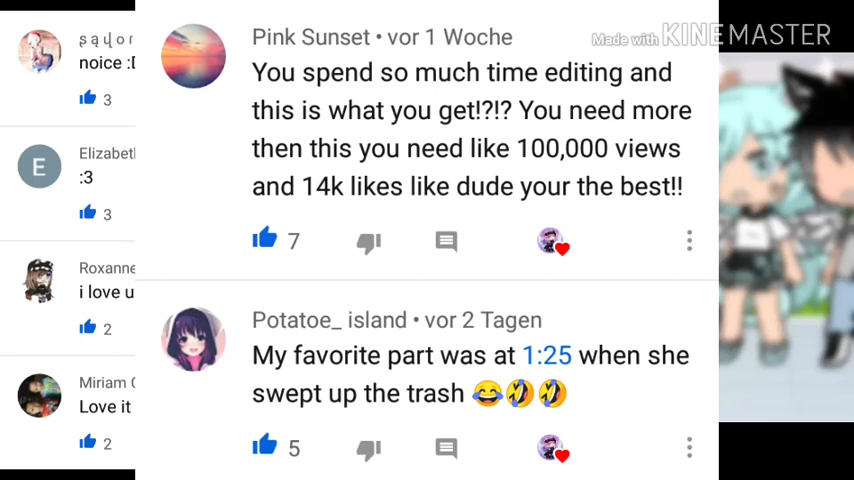 ʂąɥor
noice :D
3
Elizabeth
:3
3
Roxanne
i love u
2
Miriam
Love it
2
Pink Sunset • vor 1 Woche
You spend so much time editing and
this is what you get!?!? You need more
then this you need like 100,000 views
and 14k likes like dude your the best!!
7
Potatoe_ island • vor 2 Tagen
My favorite part was at 1:25 when she
swept up the trash 😂🤣🤣
5
Made with KINEMASTER
E